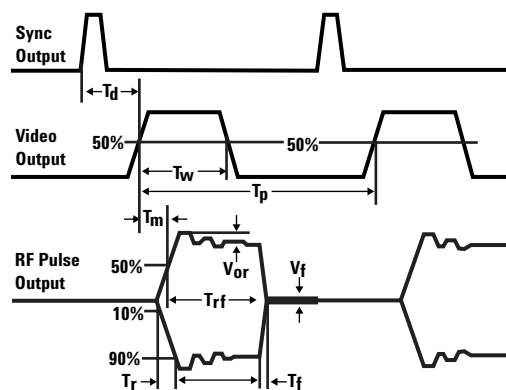 Sync
Output
Td
Video
Output
50%
50%
Tw
Tp
Tm
RF Pulse
Output
50%
Vor
Vf
Trf
10%
90%
Tr
Tf